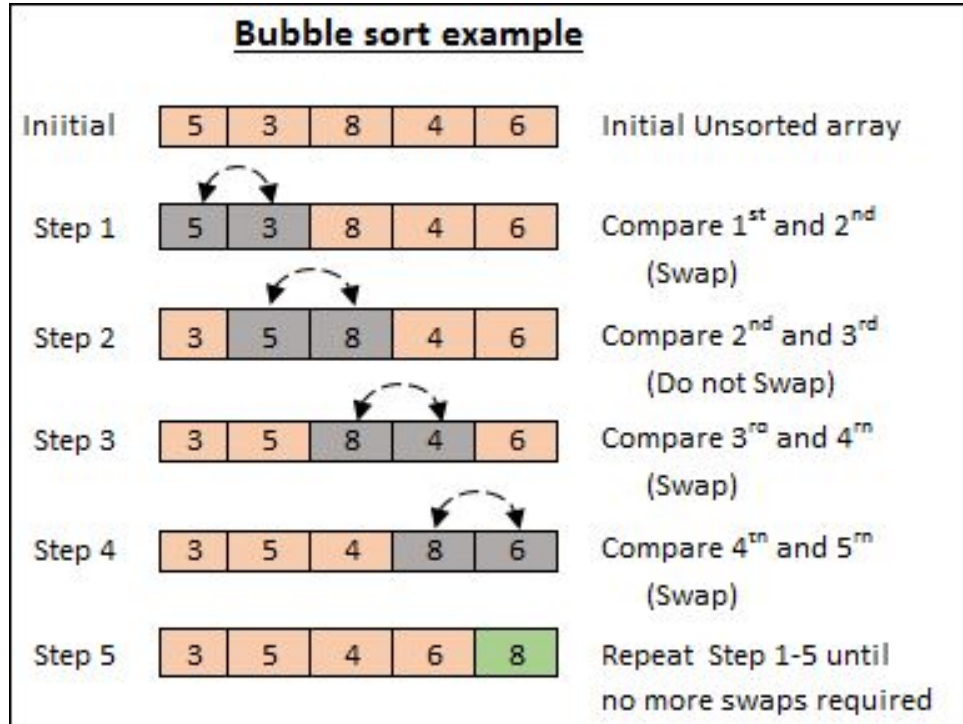 Bubble sort example
Iniitial 5 3 8 4 6 Initial Unsorted array
Step 1 5 3 8 4 6 Compare 1st and 2nd
(Swap)
Step 2 3 5 8 4 6 Compare 2nd and 3rd
(Do not Swap)
Step 3 3 5 8 4 6 Compare 3rd and 4th
(Swap)
Step 4 3 5 4 8 6 Compare 4th and 5th
(Swap)
Step 5 3 5 4 6 8 Repeat Step 1-5 until
no more swaps required